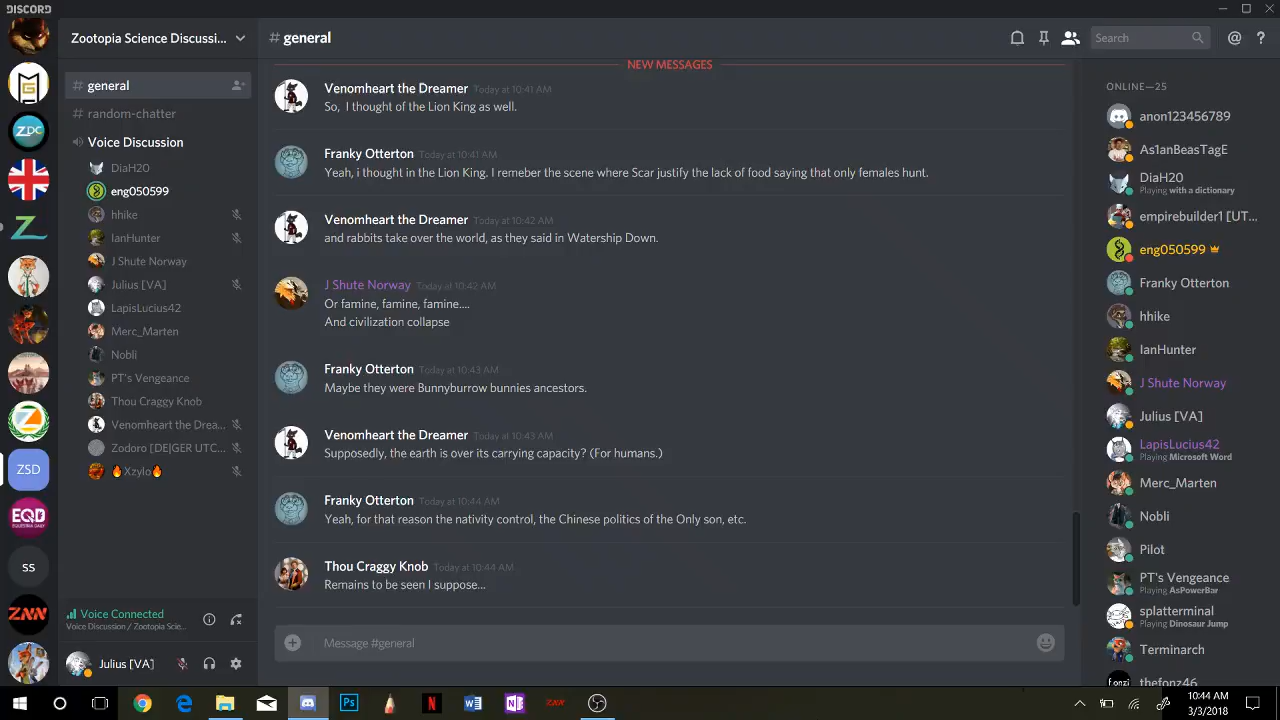 DISCORD
Zootopia Science Discussi...
# general
Search
@
?
# general
# random-chatter
Voice Discussion
DiaH20
eng050599
hhike
IanHunter
J Shute Norway
Julius [VA]
LapisLucius42
Merc_Marten
Nobli
PT's Vengeance
Thou Craggy Knob
Venomheart the Drea...
Zodoro [DE|GER UTC...
🔥Xzylo🔥
Voice Connected
Voice Discussion / Zootopia Scie...
Julius [VA]
NEW MESSAGES
Venomheart the Dreamer Today at 10:41 AM
So, I thought of the Lion King as well.
Franky Otterton Today at 10:41 AM
Yeah, i thought in the Lion King. I remeber the scene where Scar justify the lack of food saying that only females hunt.
Venomheart the Dreamer Today at 10:42 AM
and rabbits take over the world, as they said in Watership Down.
J Shute Norway Today at 10:42 AM
Or famine, famine, famine....
And civilization collapse
Franky Otterton Today at 10:43 AM
Maybe they were Bunnyburrow bunnies ancestors.
Venomheart the Dreamer Today at 10:43 AM
Supposedly, the earth is over its carrying capacity? (For humans.)
Franky Otterton Today at 10:44 AM
Yeah, for that reason the nativity control, the Chinese politics of the Only son, etc.
Thou Craggy Knob Today at 10:44 AM
Remains to be seen I suppose...
Message #general
ONLINE—25
anon123456789
As1anBeasTagE
DiaH20
Playing with a dictionary
empirebuilder1 [UT...
eng050599
Franky Otterton
hhike
IanHunter
J Shute Norway
Julius [VA]
LapisLucius42
Playing Microsoft Word
Merc_Marten
Nobli
Pilot
PT's Vengeance
Playing AsPowerBar
splatterminal
Playing Dinosaur Jump
Terminarch
thefonz46
ZDC
ZSD
EQD
ss
ZNN
Ps
N
ZNN
10:44 AM
3/3/2018